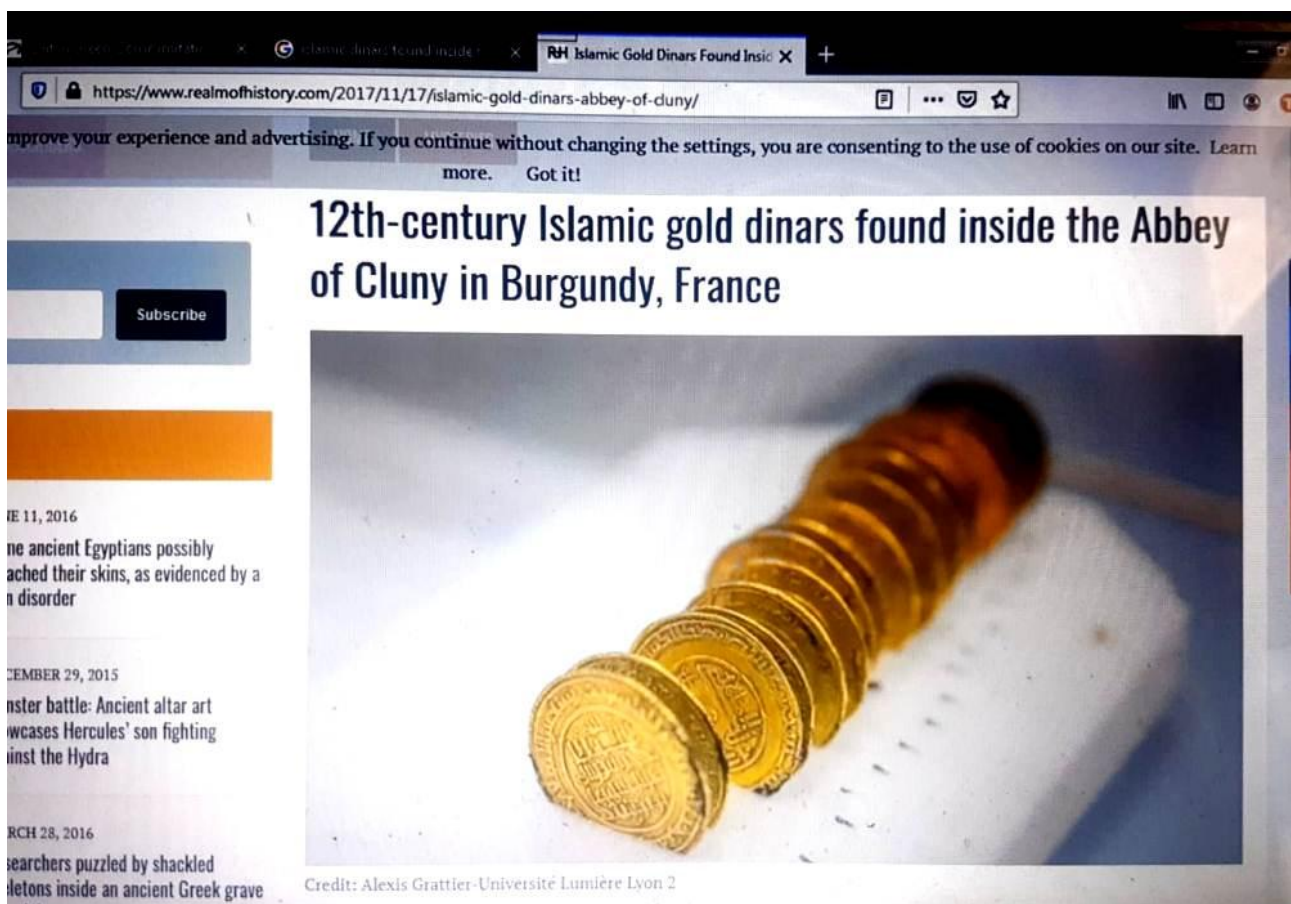 Islamic Gold Dinars Found Insid
https://www.realmofhistory.com/2017/11/17/islamic-gold-dinars-abbey-of-cluny/
mprove your experience and advertising. If you continue without changing the settings, you are consenting to the use of cookies on our site. Learn
more. Got it!
12th-century Islamic gold dinars found inside the Abbey
of Cluny in Burgundy, France
Subscribe
NE 11, 2016
ne ancient Egyptians possibly
ached their skins, as evidenced by a
n disorder
CEMBER 29, 2015
nster battle: Ancient altar art
wcases Hercules' son fighting
ainst the Hydra
RCH 28, 2016
searchers puzzled by shackled
eletons inside an ancient Greek grave
Credit: Alexis Grattier-Université Lumière Lyon 2